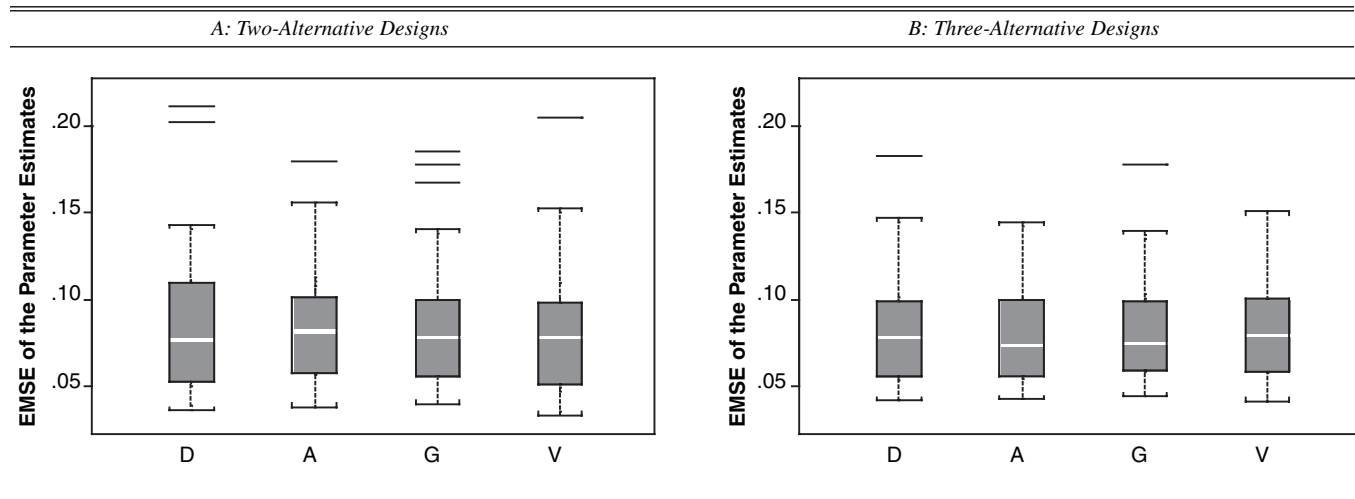 A: Two-Alternative Designs
B: Three-Alternative Designs
EMSE of the Parameter Estimates
.20
.15
.10
.05
D A G V
EMSE of the Parameter Estimates
.20
.15
.10
.05
D A G V